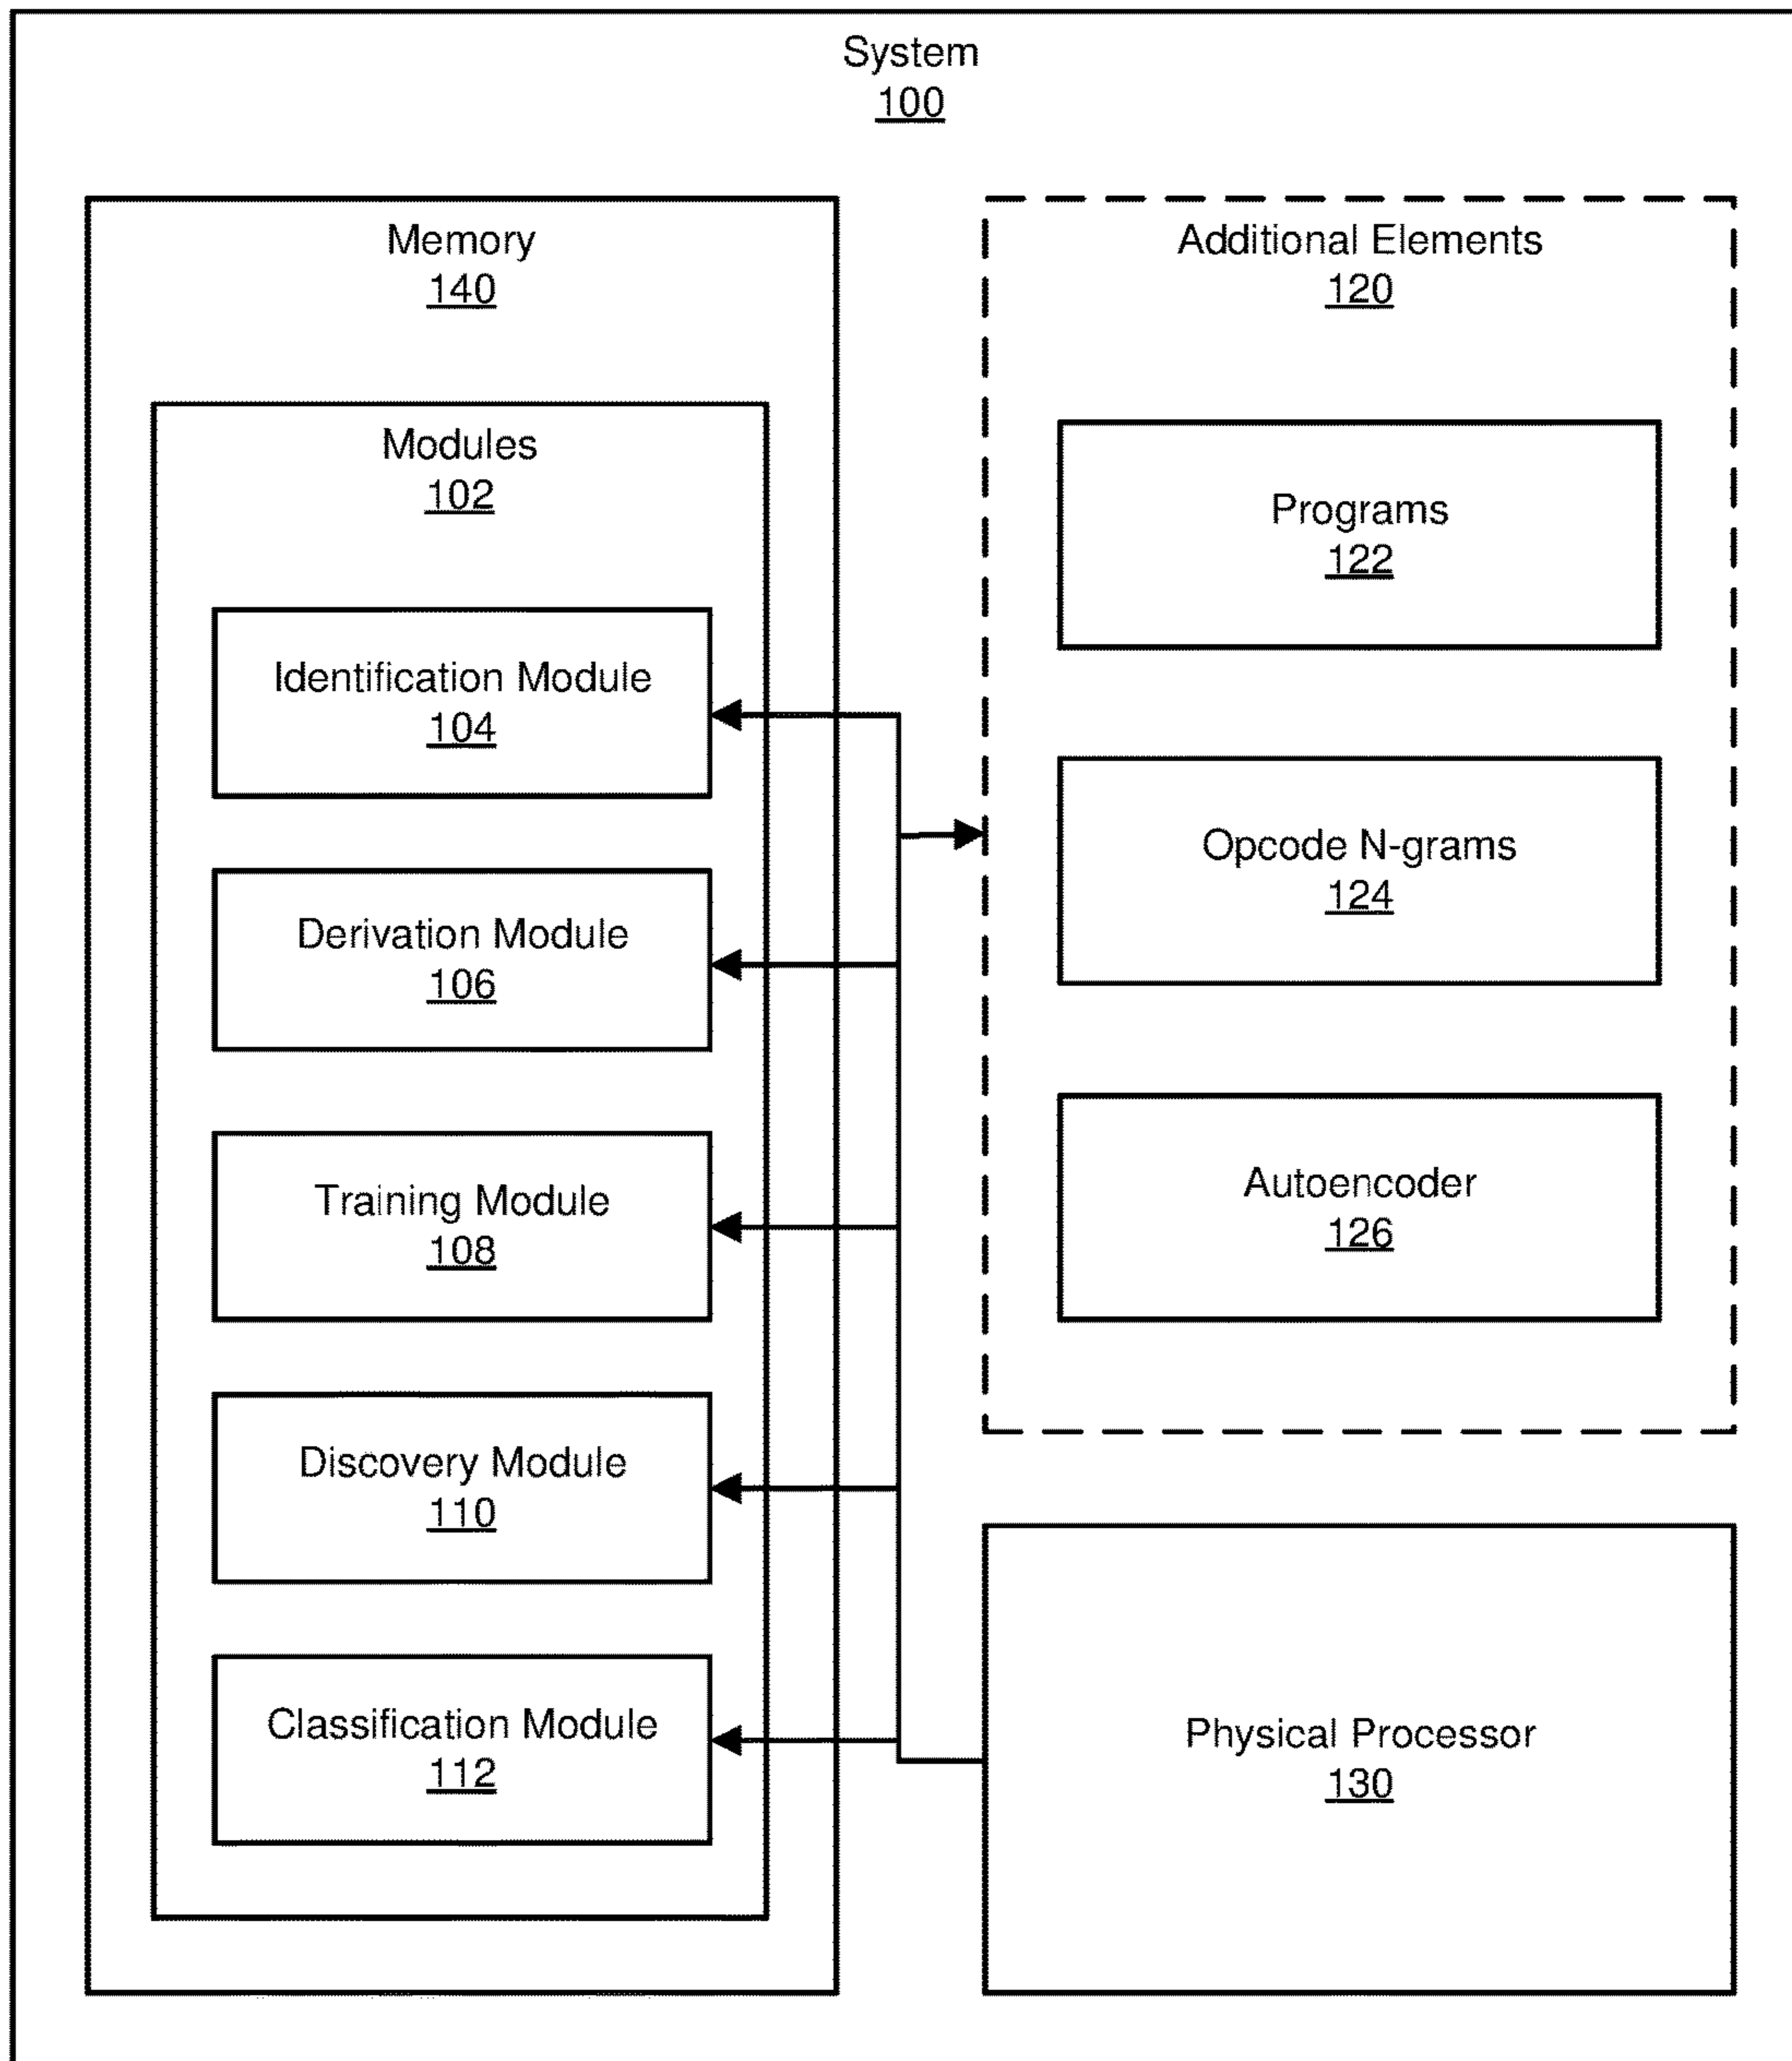 System
100
Memory
140
Modules
102
Identification Module
104
Derivation Module
106
Training Module
108
Discovery Module
110
Classification Module
112
Additional Elements
120
Programs
122
Opcode N-grams
124
Autoencoder
126
Physical Processor
130